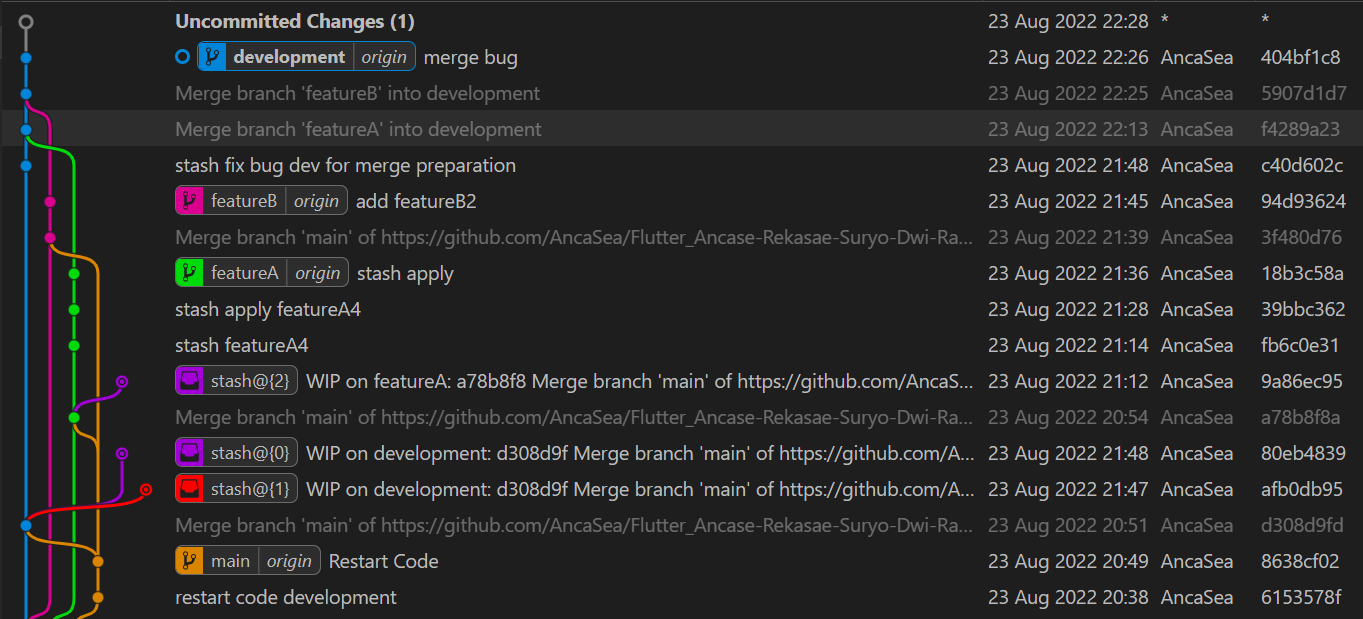 Uncommitted Changes (1) 23 Aug 2022 22:28 * *
development origin merge bug 23 Aug 2022 22:26 AncaSea 404bf1c8
Merge branch 'featureB' into development 23 Aug 2022 22:25 AncaSea 5907d1d7
Merge branch 'featureA' into development 23 Aug 2022 22:13 AncaSea f4289a23
stash fix bug dev for merge preparation 23 Aug 2022 21:48 AncaSea c40d602c
featureB origin add featureB2 23 Aug 2022 21:45 AncaSea 94d93624
Merge branch 'main' of https://github.com/AncaSea/Flutter_Ancase-Rekasae-Suryo-Dwi-Ra... 23 Aug 2022 21:39 AncaSea 3f480d76
featureA origin stash apply 23 Aug 2022 21:36 AncaSea 18b3c58a
stash apply featureA4 23 Aug 2022 21:28 AncaSea 39bbc362
stash featureA4 23 Aug 2022 21:14 AncaSea fb6c0e31
stash@{2} WIP on featureA: a78b8f8 Merge branch 'main' of https://github.com/AncaS... 23 Aug 2022 21:12 AncaSea 9a86ec95
Merge branch 'main' of https://github.com/AncaSea/Flutter_Ancase-Rekasae-Suryo-Dwi-Ra... 23 Aug 2022 20:54 AncaSea a78b8f8a
stash@{0} WIP on development: d308d9f Merge branch 'main' of https://github.com/A... 23 Aug 2022 21:48 AncaSea 80eb4839
stash@{1} WIP on development: d308d9f Merge branch 'main' of https://github.com/A... 23 Aug 2022 21:47 AncaSea afb0db95
Merge branch 'main' of https://github.com/AncaSea/Flutter_Ancase-Rekasae-Suryo-Dwi-Ra... 23 Aug 2022 20:51 AncaSea d308d9fd
main origin Restart Code 23 Aug 2022 20:49 AncaSea 8638cf02
restart code development 23 Aug 2022 20:38 AncaSea 6153578f